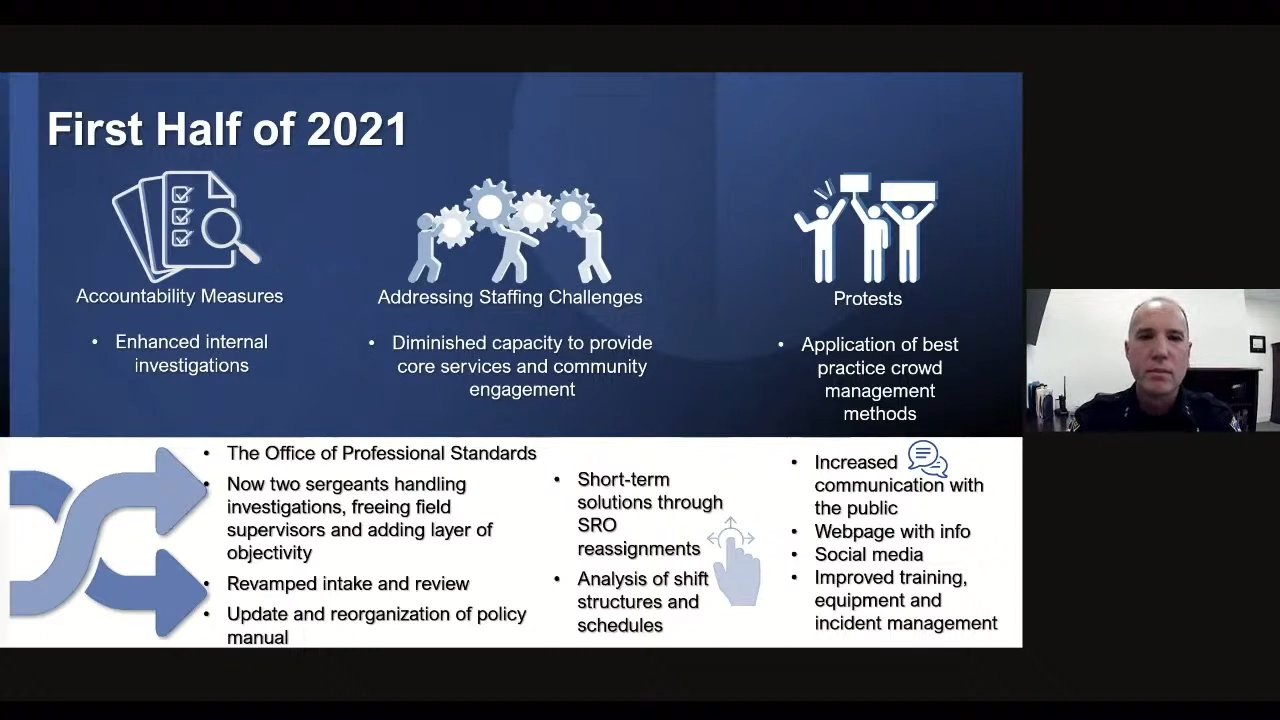 First Half of 2021
Accountability Measures
• Enhanced internal
investigations
Addressing Staffing Challenges
• Diminished capacity to provide
core services and community
engagement
Protests
• Application of best
practice crowd
management
methods
• The Office of Professional Standards
• Now two sergeants handling
investigations, freeing field
supervisors and adding layer of
objectivity
• Revamped intake and review
• Update and reorganization of policy
manual
• Short-term
solutions through
SRO
reassignments
• Analysis of shift
structures and
schedules
• Increased
communication with
the public
• Webpage with info
• Social media
• Improved training,
equipment and
incident management